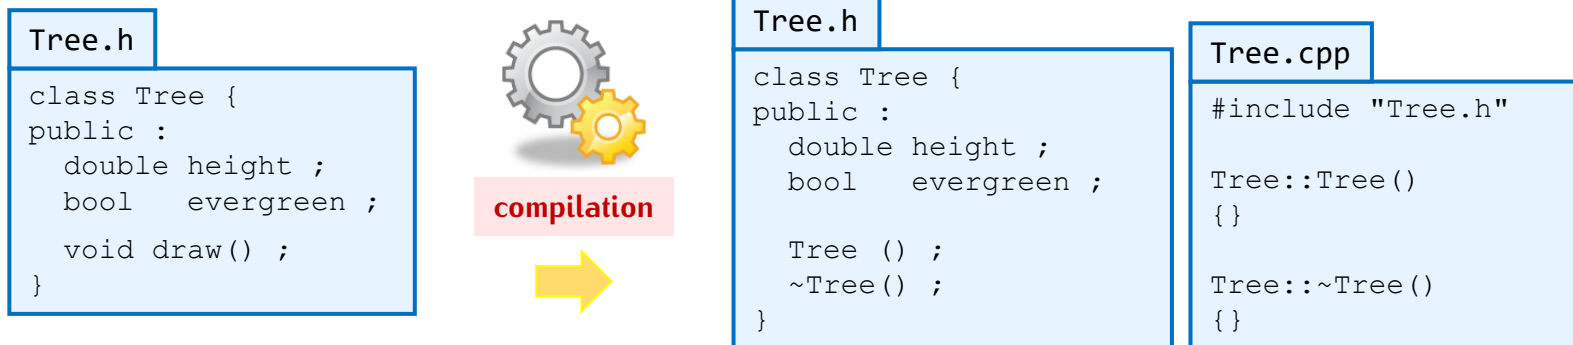 Tree.h
class Tree {
public :
  double height ;
  bool   evergreen ;
  void draw() ;
}
compilation
Tree.h
class Tree {
public :
  double height ;
  bool   evergreen ;

  Tree () ;
  ~Tree() ;
}
Tree.cpp
#include "Tree.h"

Tree::Tree()
{}

Tree::~Tree()
{}